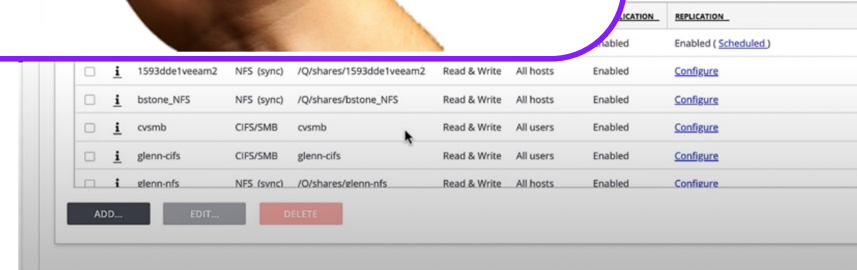 REPLICATION
Enabled ( Scheduled )
1593dde1veeam2 NFS (sync) /Q/shares/1593dde1veeam2 Read & Write All hosts Enabled Configure
bstone_NFS NFS (sync) /Q/shares/bstone_NFS Read & Write All hosts Enabled Configure
cvsmb CIFS/SMB cvsmb Read & Write All users Enabled Configure
glenn-cifs CIFS/SMB glenn-cifs Read & Write All users Enabled Configure
glenn-nfs NFS (sync) /Q/shares/glenn-nfs Read & Write All hosts Enabled Configure
ADD... EDIT... DELETE